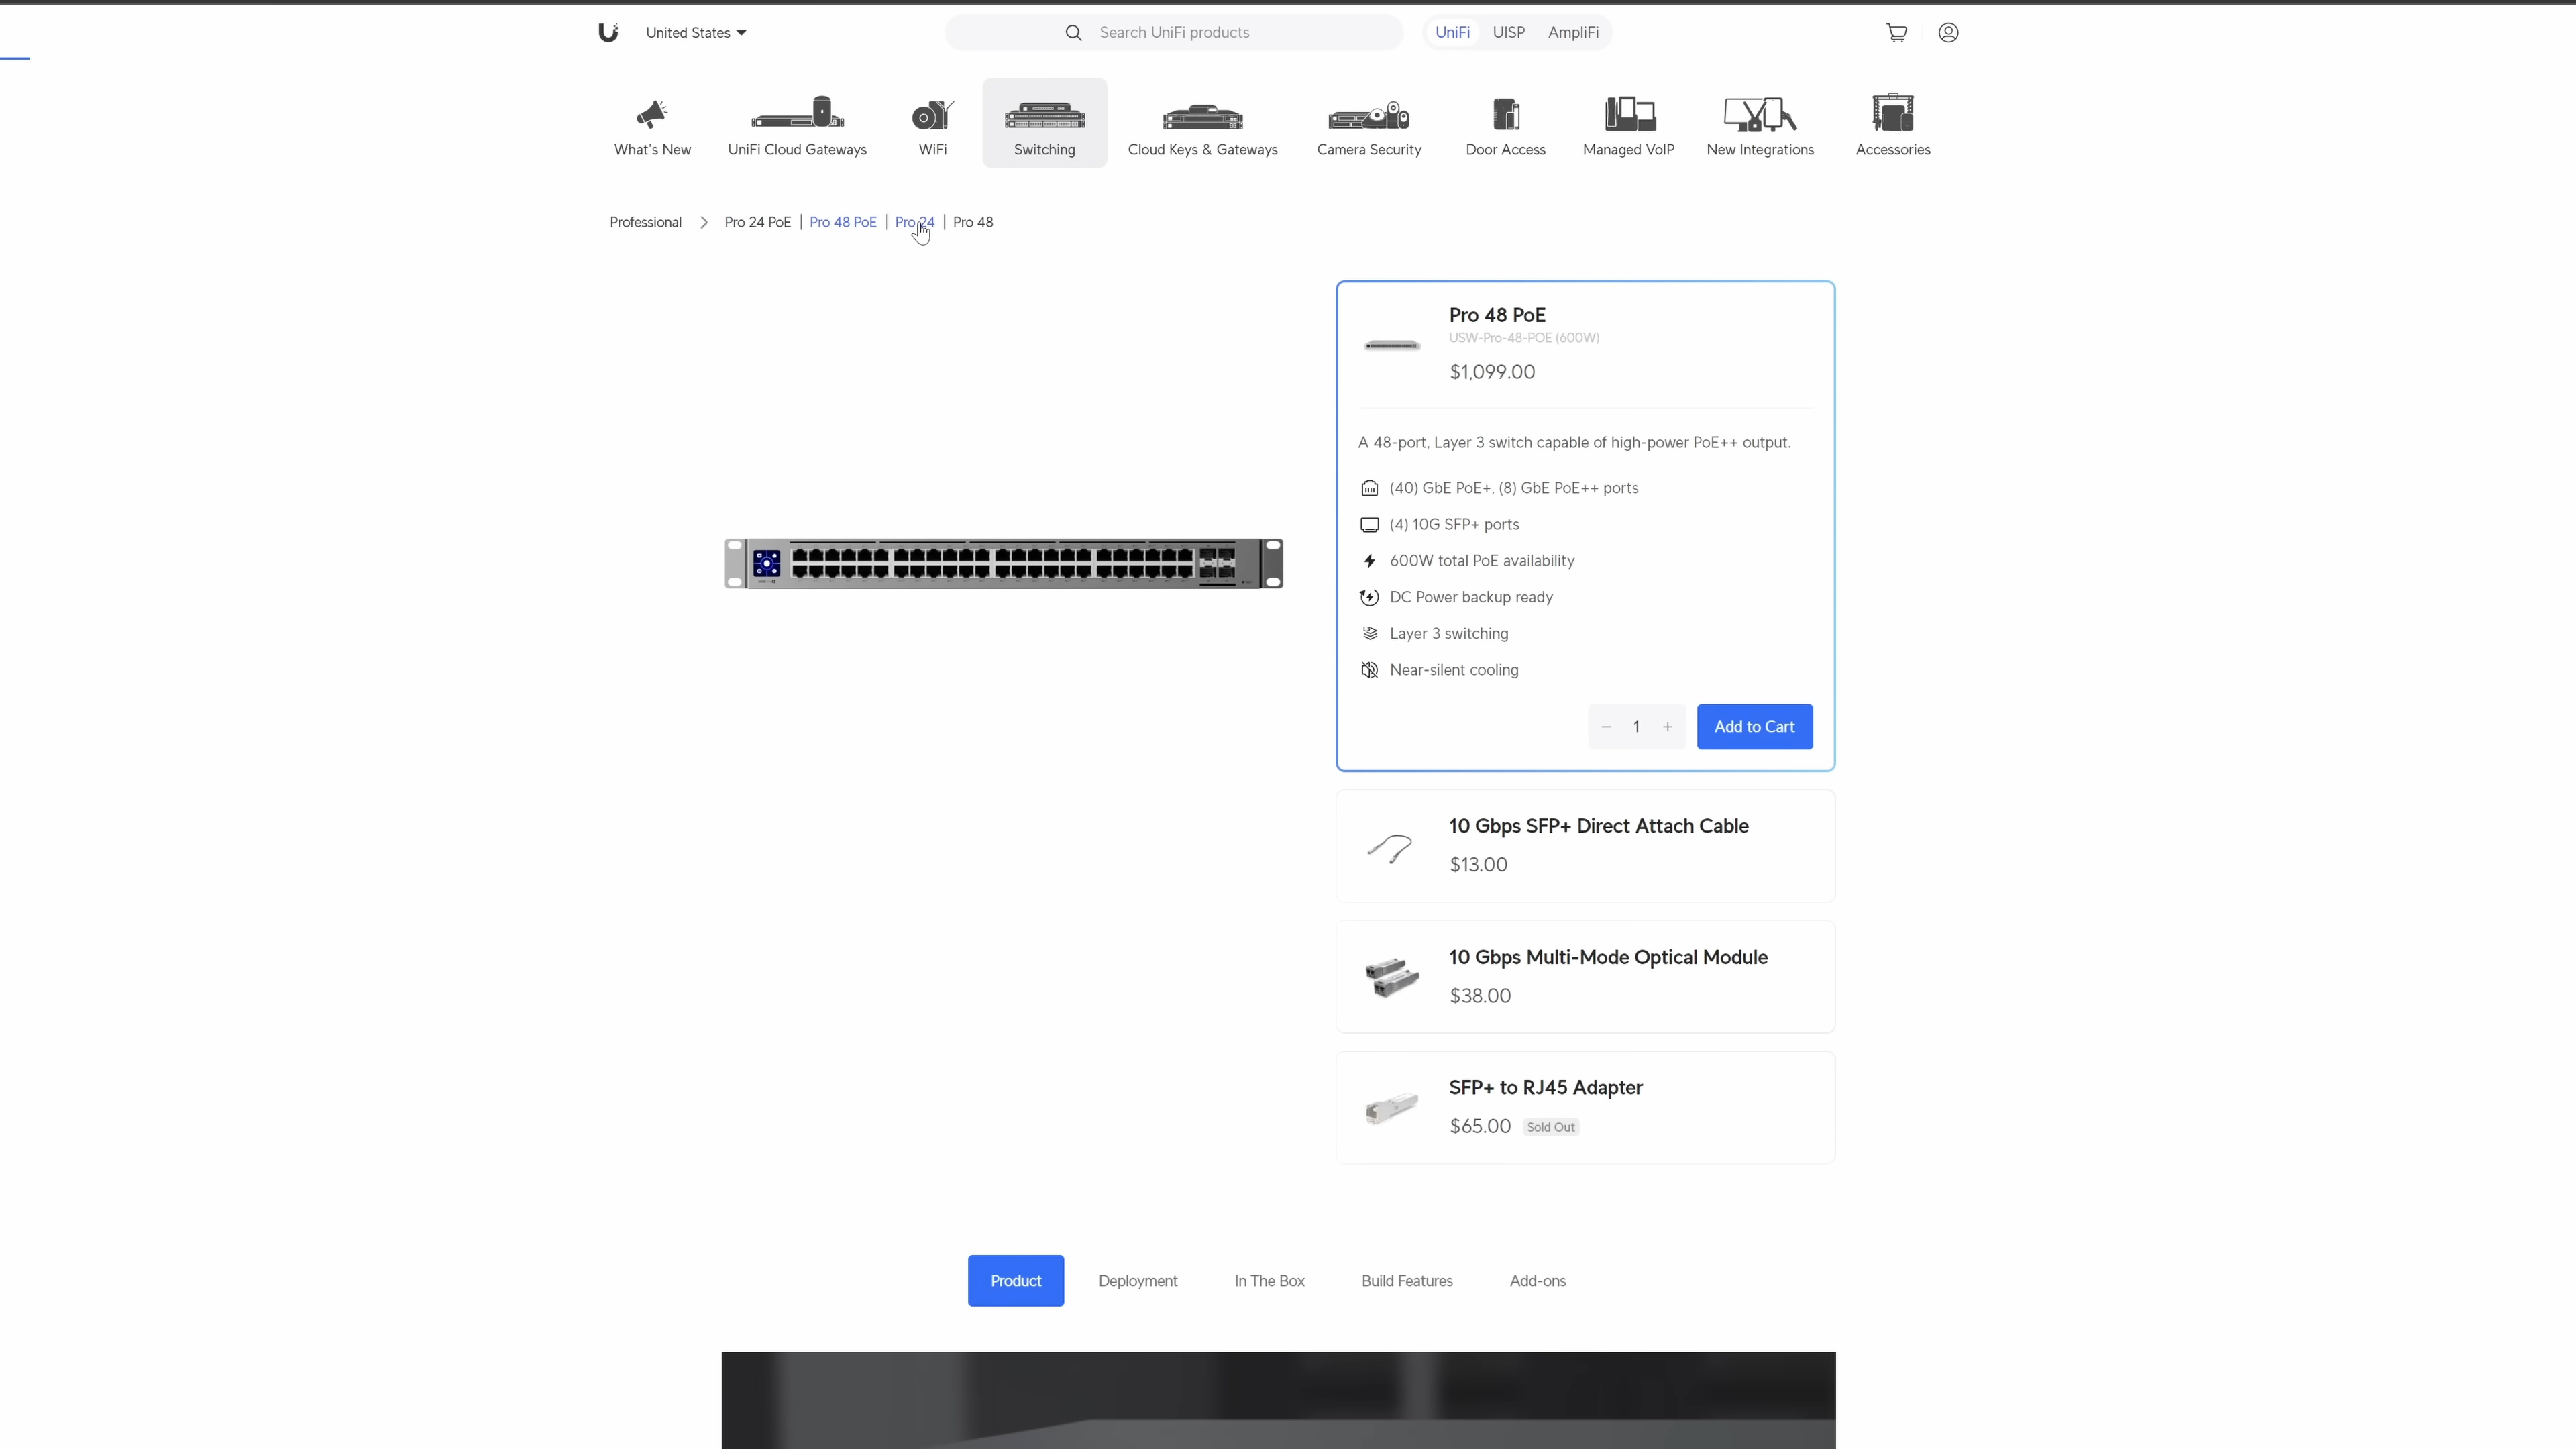 United States
Search UniFi products
UniFi UISP AmpliFi
What's New UniFi Cloud Gateways WiFi Switching Cloud Keys & Gateways Camera Security Door Access Managed VoIP New Integrations Accessories
Professional > Pro 24 PoE | Pro 48 PoE | Pro 24 | Pro 48
Pro 48 PoE
USW-Pro-48-POE (600W)
$1,099.00
A 48-port, Layer 3 switch capable of high-power PoE++ output.
(40) GbE PoE+, (8) GbE PoE++ ports
(4) 10G SFP+ ports
600W total PoE availability
DC Power backup ready
Layer 3 switching
Near-silent cooling
− 1 + Add to Cart
10 Gbps SFP+ Direct Attach Cable
$13.00
10 Gbps Multi-Mode Optical Module
$38.00
SFP+ to RJ45 Adapter
$65.00 Sold Out
Product Deployment In The Box Build Features Add-ons